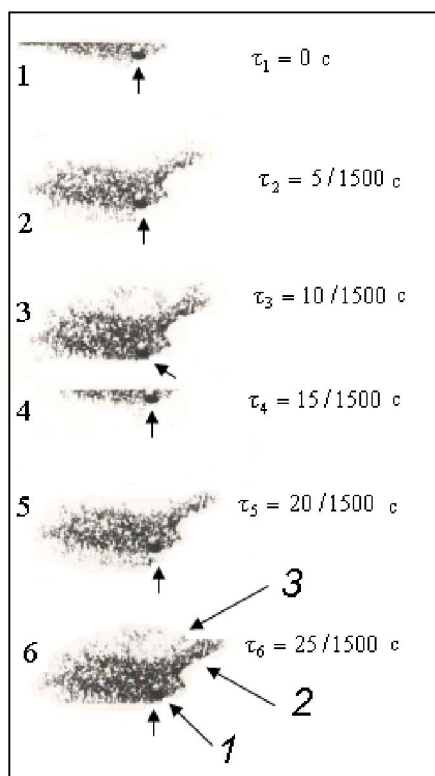 1 τ₁ = 0 с
2 τ₂ = 5/1500 с
3 τ₃ = 10/1500 с
4 τ₄ = 15/1500 с
5 τ₅ = 20/1500 с
3
6 τ₆ = 25/1500 с
2
1